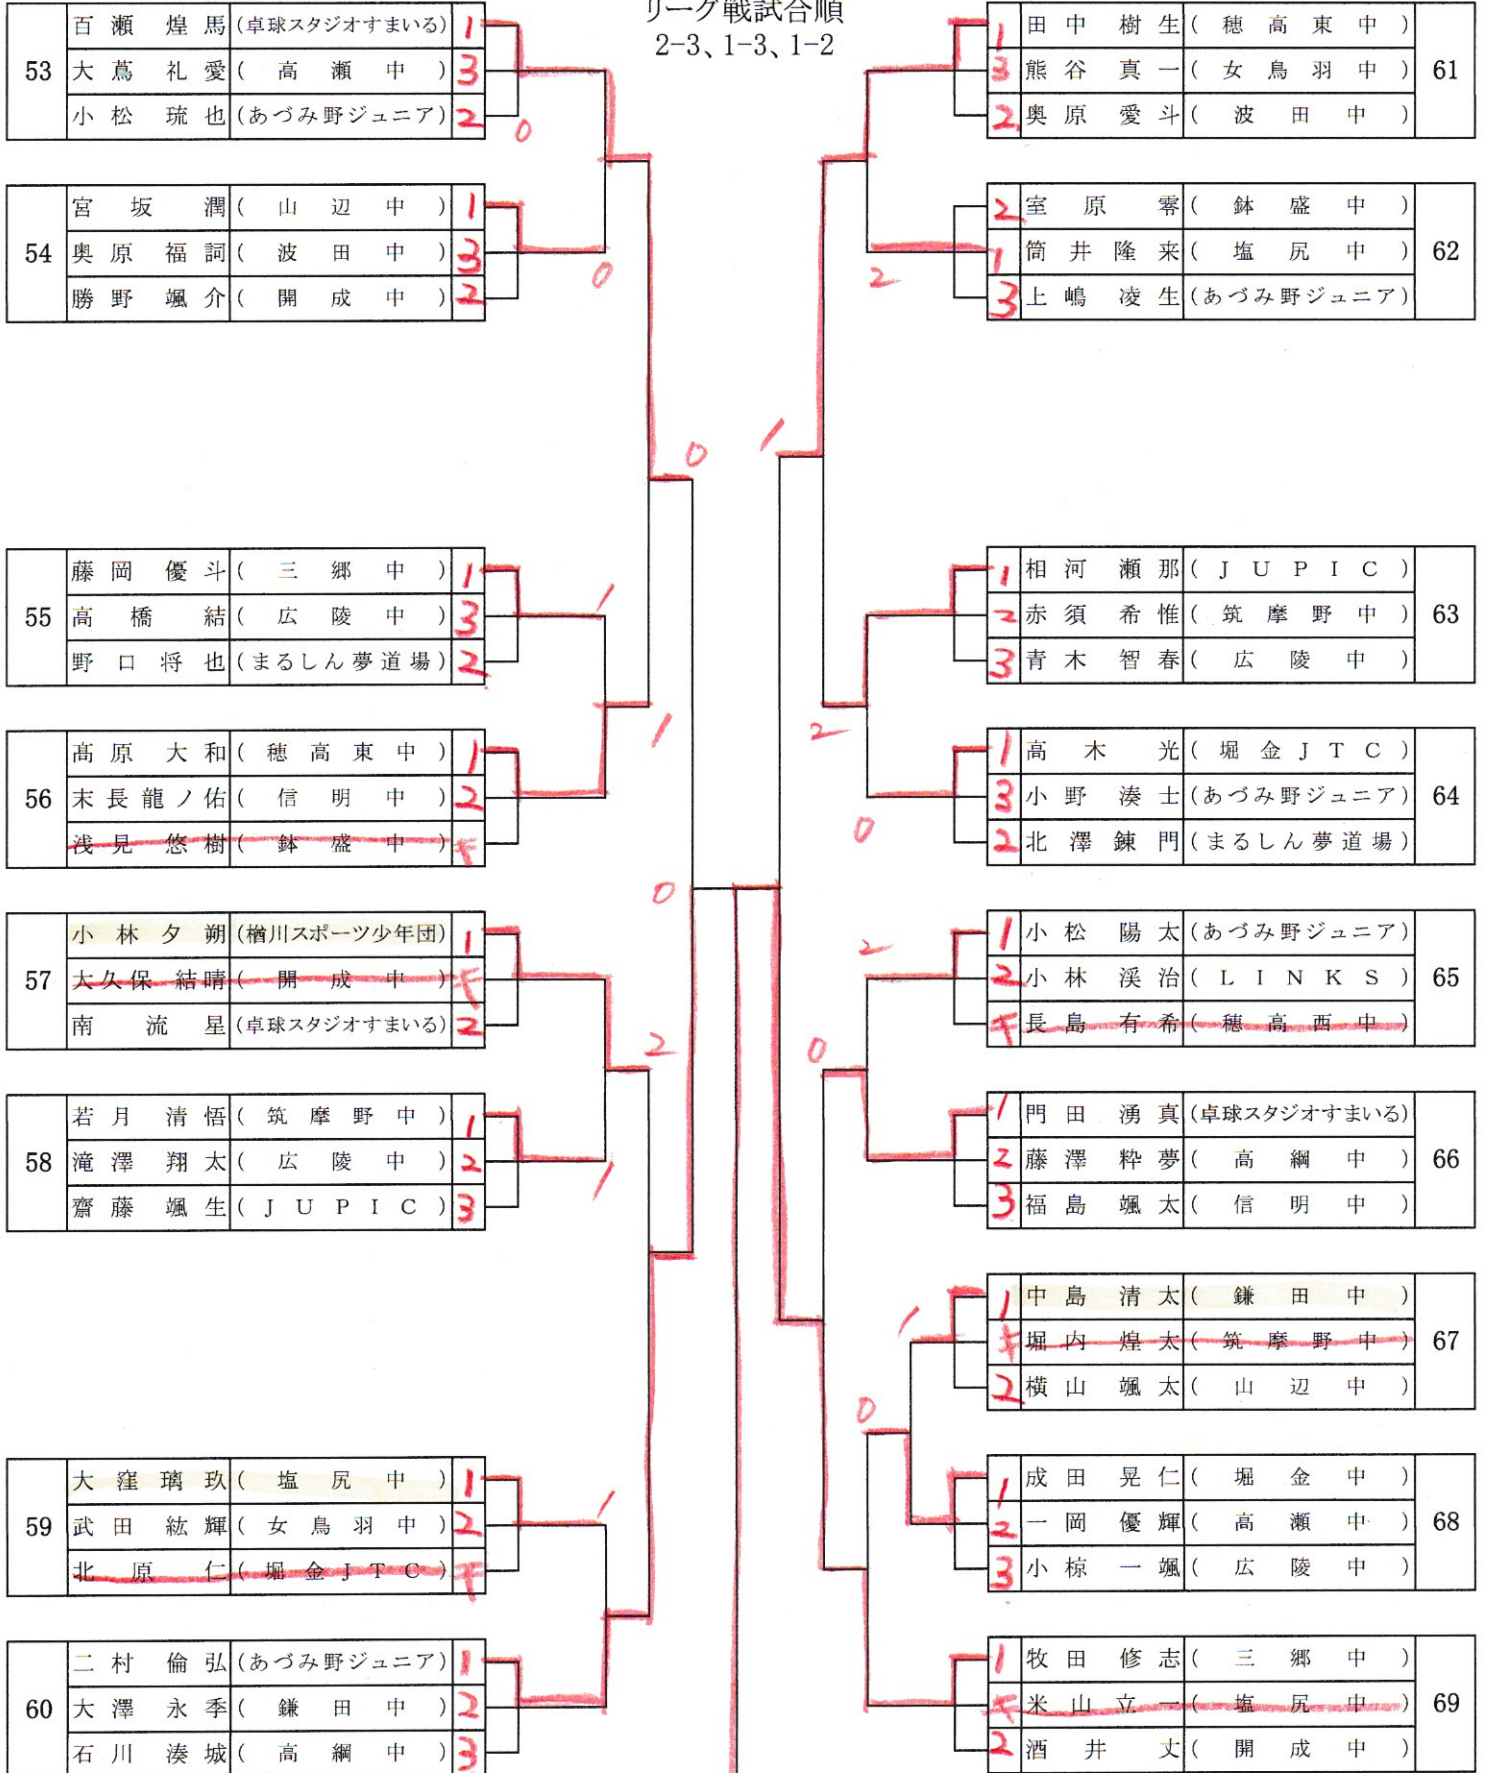 リーグ戦試合順
2-3、1-3、1-2
53
百瀬 煌馬 (卓球スタジオすまいる) 1
大蔦 礼愛 (高瀬中) 3
小松 琉也 (あづみ野ジュニア) 2
0
54
宮坂 潤 (山辺中) 1
奥原 福詞 (波田中) 3
勝野 颯介 (開成中) 2
0
0
55
藤岡 優斗 (三郷中) 1
高橋 結 (広陵中) 3
野口 将也 (まるしん夢道場) 2
1
56
髙原 大和 (穂高東中) 1
末長龍ノ佑 (信明中) 2
浅見 悠樹 (鉢盛中) キ
1
0
57
小林夕朔 (楢川スポーツ少年団) 1
大久保 結晴 (開成中) キ
南 流星 (卓球スタジオすまいる) 2
2
58
若月 清悟 (筑摩野中) 1
滝澤 翔太 (広陵中) 2
齋藤 颯生 (JUPIC) 3
1
59
大窪璃玖 (塩尻中) 1
武田 紘輝 (女鳥羽中) 2
北原 仁 (堀金JTC) キ
1
60
二村 倫弘 (あづみ野ジュニア) 1
大澤 永季 (鎌田中) 2
石川 湊城 (高綱中) 3
1 田中樹生 (穂高東中)
3 熊谷真一 (女鳥羽中)
2 奥原愛斗 (波田中)
61
2 室原 零 (鉢盛中)
1 筒井隆来 (塩尻中)
3 上嶋 凌生 (あづみ野ジュニア)
62
2
1
1 相河 瀬那 (JUPIC)
2 赤須希惟 (筑摩野中)
3 青木智春 (広陵中)
63
2
1 高木 光 (堀金JTC)
3 小野湊士 (あづみ野ジュニア)
2 北澤錬門 (まるしん夢道場)
64
0
1 小松 陽太 (あづみ野ジュニア)
2 小林渓治 (LINKS)
キ 長島有希 (穂高西中)
65
2
0
1 門田湧真 (卓球スタジオすまいる)
2 藤澤粋夢 (高綱中)
3 福島颯太 (信明中)
66
1 中島清太 (鎌田中)
キ 堀内 煌太 (筑摩野中)
2 横山颯太 (山辺中)
67
1
0
1 成田晃仁 (堀金中)
2 一岡優輝 (高瀬中)
3 小椋一颯 (広陵中)
68
1 牧田修志 (三郷中)
キ 米山立一 (塩尻中)
2 酒井 丈 (開成中)
69